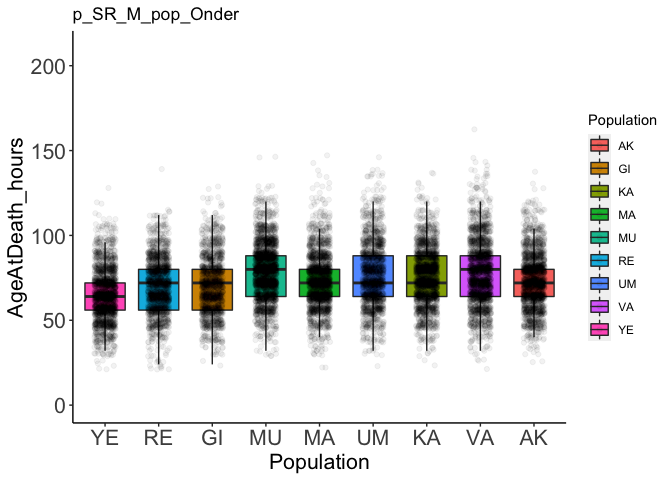 p_SR_M_pop_Onder
200
150
100
50
0
AgeAtDeath_hours
YE RE GI MU MA UM KA VA AK
Population
Population
AK
GI
KA
MA
MU
RE
UM
VA
YE